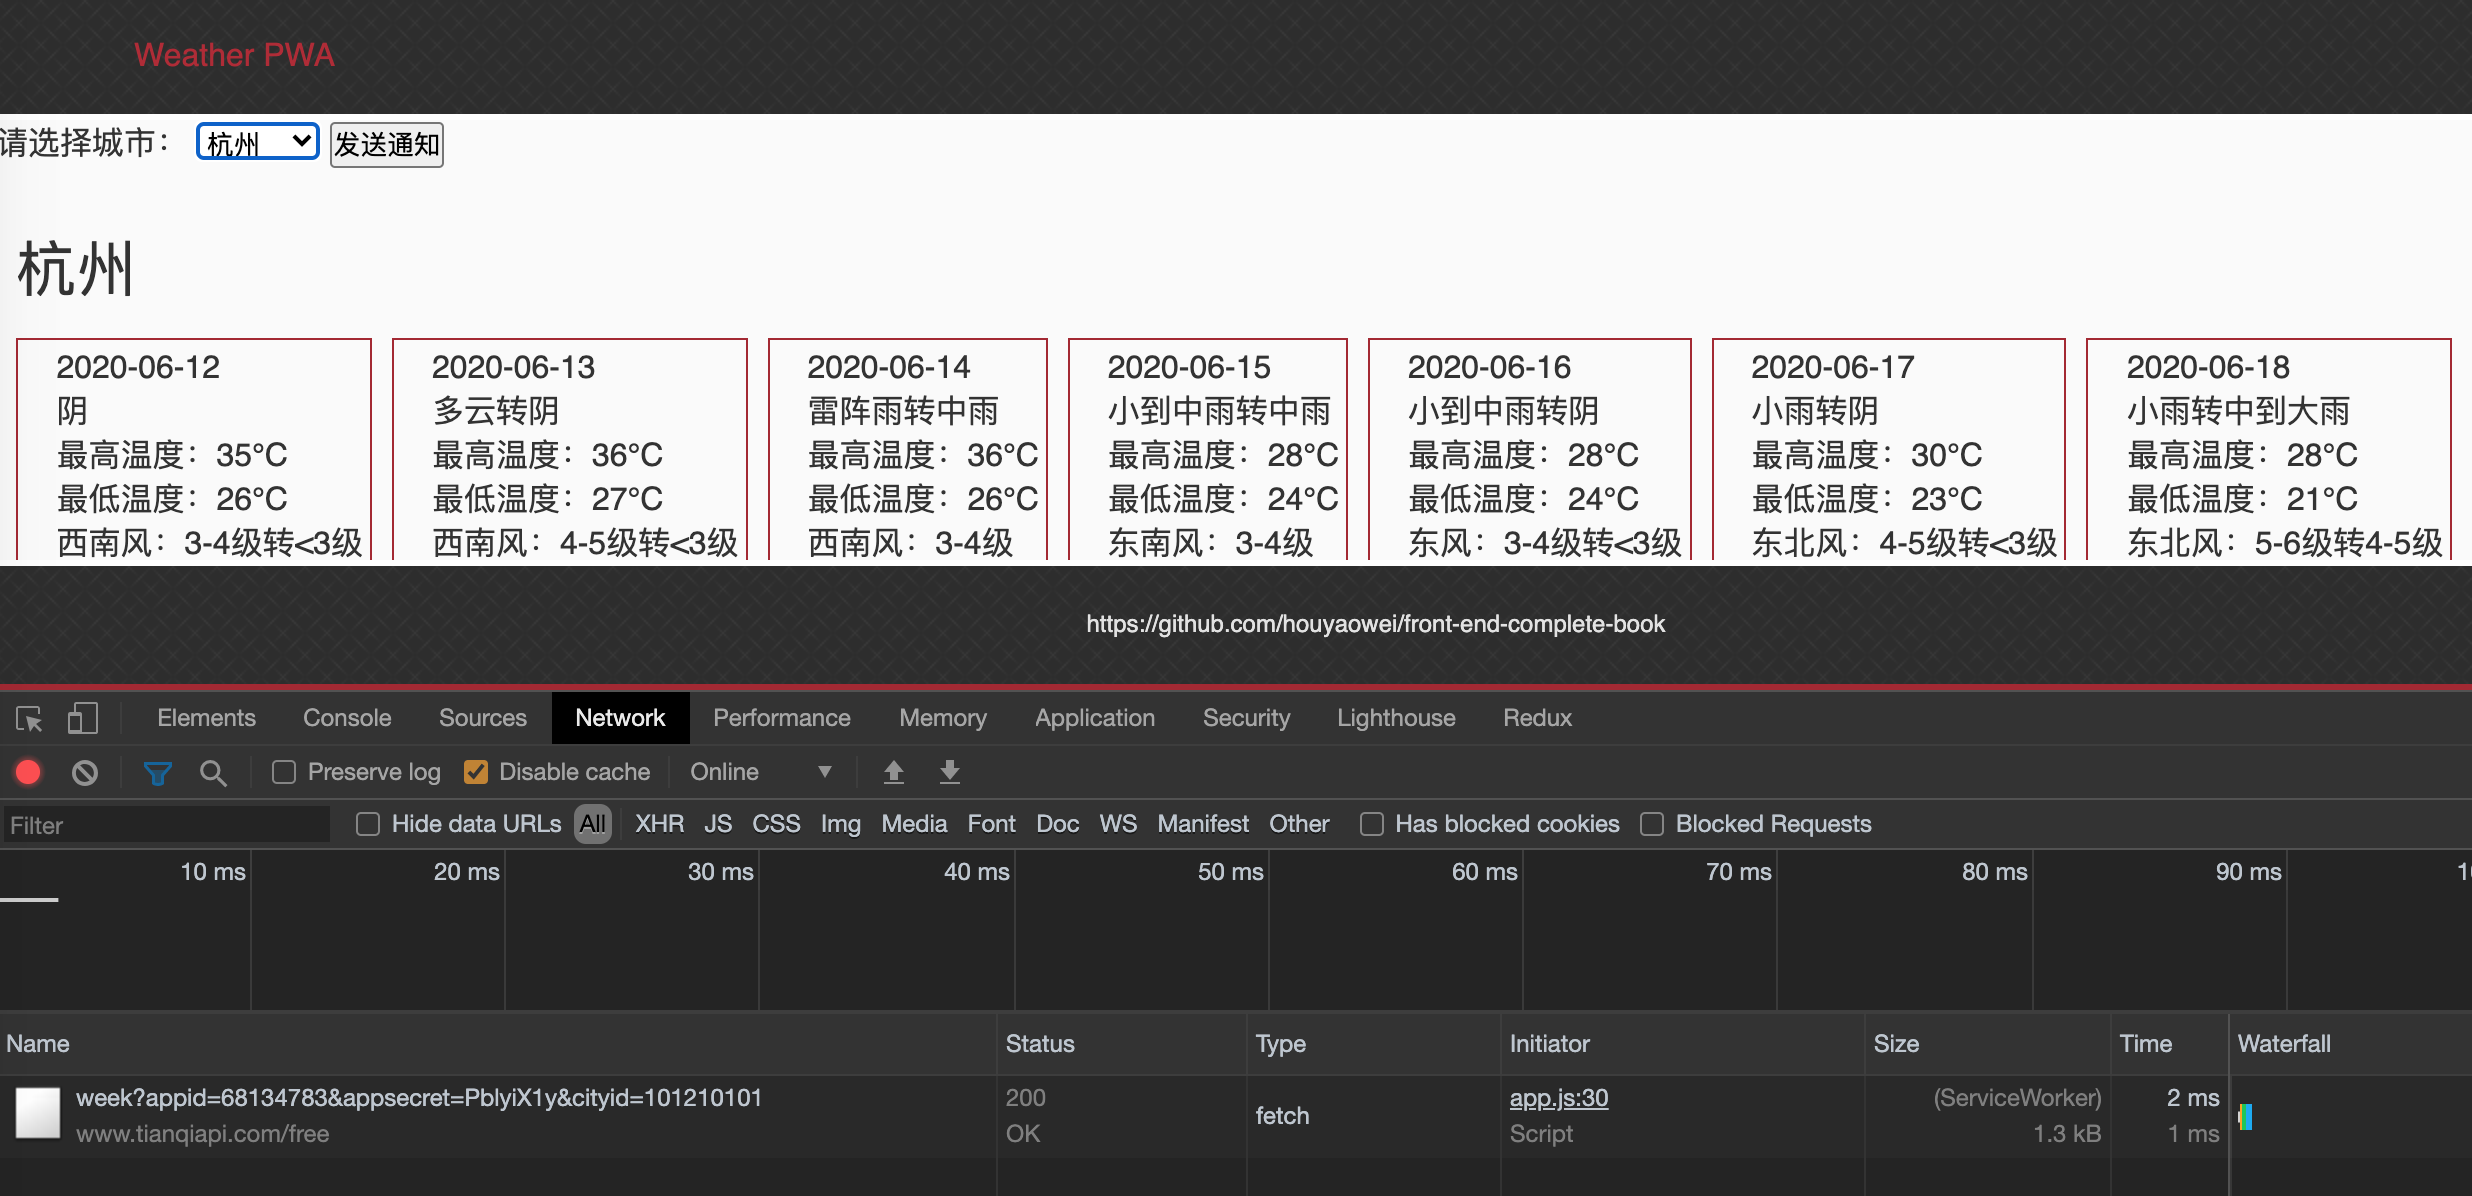 Weather PWA
请选择城市： 杭州 发送通知
杭州
2020-06-12
阴
最高温度：35°C
最低温度：26°C
西南风：3-4级转<3级
2020-06-13
多云转阴
最高温度：36°C
最低温度：27°C
西南风：4-5级转<3级
2020-06-14
雷阵雨转中雨
最高温度：36°C
最低温度：26°C
西南风：3-4级
2020-06-15
小到中雨转中雨
最高温度：28°C
最低温度：24°C
东南风：3-4级
2020-06-16
小到中雨转阴
最高温度：28°C
最低温度：24°C
东风：3-4级转<3级
2020-06-17
小雨转阴
最高温度：30°C
最低温度：23°C
东北风：4-5级转<3级
2020-06-18
小雨转中到大雨
最高温度：28°C
最低温度：21°C
东北风：5-6级转4-5级
https://github.com/houyaowei/front-end-complete-book
Elements Console Sources Network Performance Memory Application Security Lighthouse Redux
Preserve log Disable cache Online
Filter Hide data URLs All XHR JS CSS Img Media Font Doc WS Manifest Other Has blocked cookies Blocked Requests
10 ms 20 ms 30 ms 40 ms 50 ms 60 ms 70 ms 80 ms 90 ms
Name Status Type Initiator Size Time Waterfall
week?appid=68134783&appsecret=PblyiX1y&cityid=101210101 200 fetch app.js:30 (ServiceWorker) 2 ms
www.tianqiapi.com/free OK Script 1.3 kB 1 ms